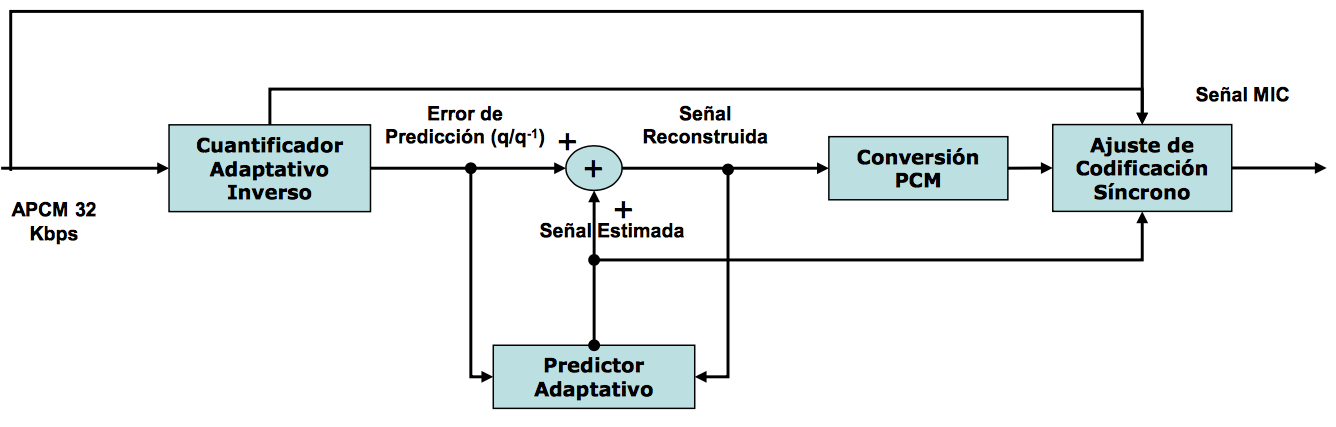 Señal MIC
Error de
Predicción (q/q-1)
+
Señal
Reconstruida
Cuantificador
Adaptativo
Inverso
+
Conversión
PCM
Ajuste de
Codificación
Síncrono
APCM 32
Kbps
+
Señal Estimada
Predictor
Adaptativo